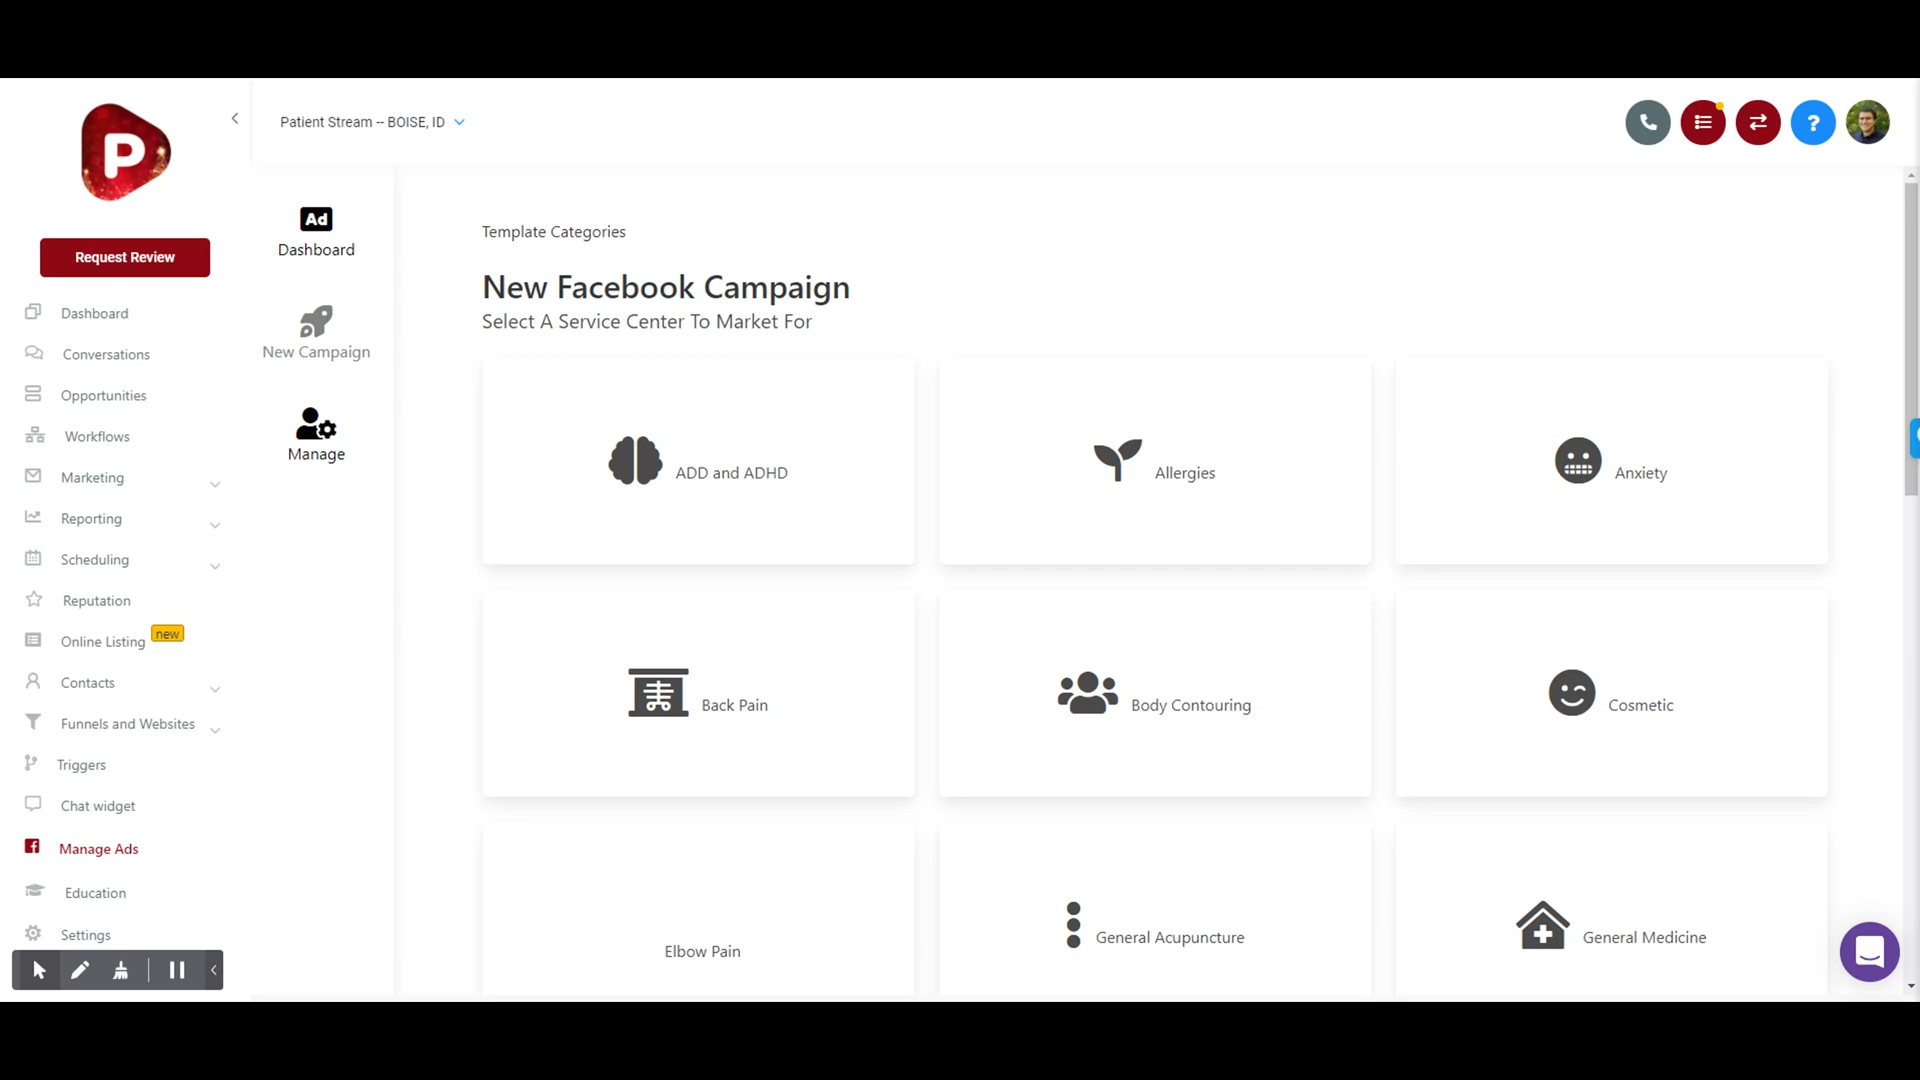 P
Request Review
Dashboard
Conversations
Opportunities
Workflows
Marketing
Reporting
Scheduling
Reputation
Online Listing new
Contacts
Funnels and Websites
Triggers
Chat widget
Manage Ads
Education
Settings
Patient Stream -- BOISE, ID
?
Ad
Dashboard
New Campaign
Manage
Template Categories
New Facebook Campaign
Select A Service Center To Market For
ADD and ADHD
Allergies
Anxiety
Back Pain
Body Contouring
Cosmetic
Elbow Pain
General Acupuncture
General Medicine